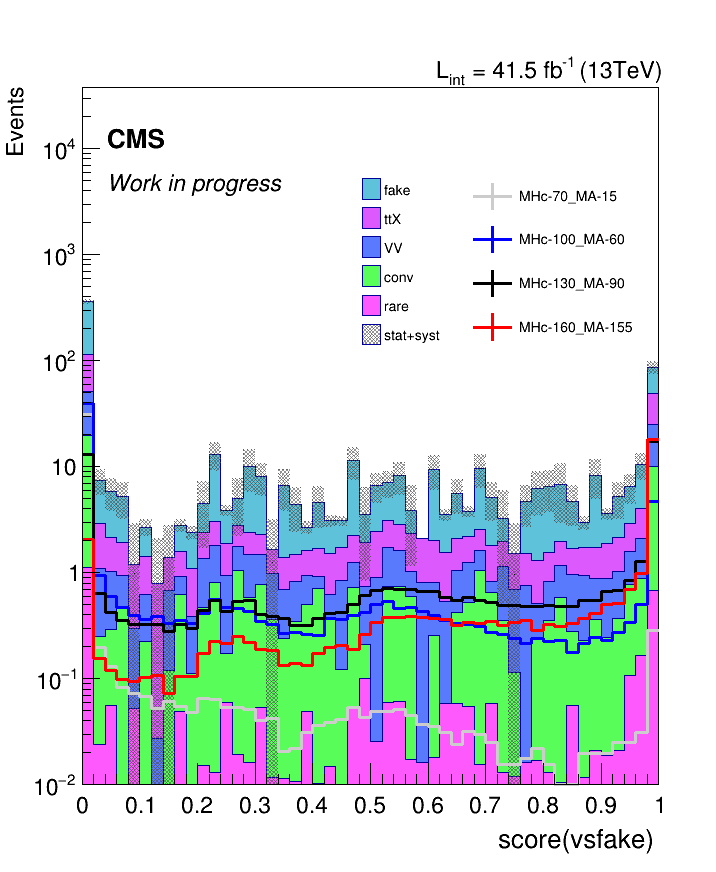 L_int = 41.5 fb^-1 (13TeV)
Events
CMS
Work in progress
fake
ttX
VV
conv
rare
stat+syst
MHc-70_MA-15
MHc-100_MA-60
MHc-130_MA-90
MHc-160_MA-155
10^4
10^3
10^2
10
1
10^-1
10^-2
0 0.1 0.2 0.3 0.4 0.5 0.6 0.7 0.8 0.9 1
score(vsfake)